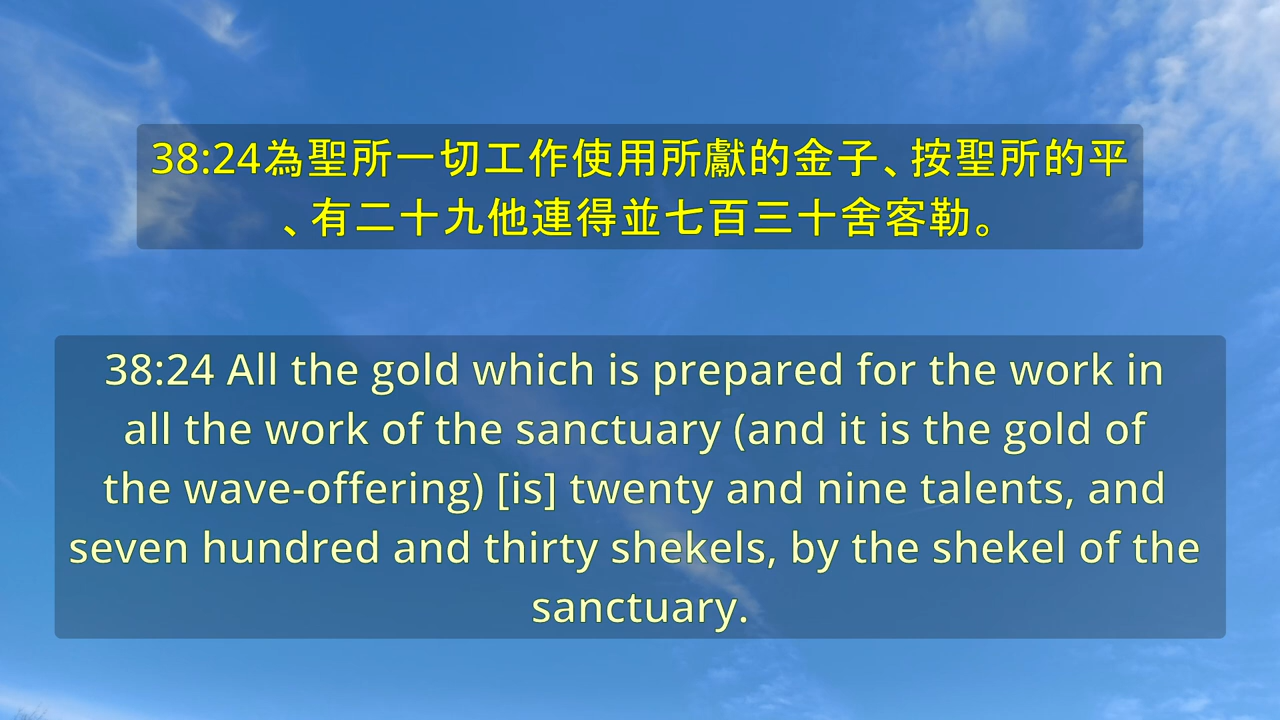 38:24為聖所一切工作使用所獻的金子、按聖所的平
、有二十九他連得並七百三十舍客勒。
38:24 All the gold which is prepared for the work in
all the work of the sanctuary (and it is the gold of
the wave-offering) [is] twenty and nine talents, and
seven hundred and thirty shekels, by the shekel of the
sanctuary.